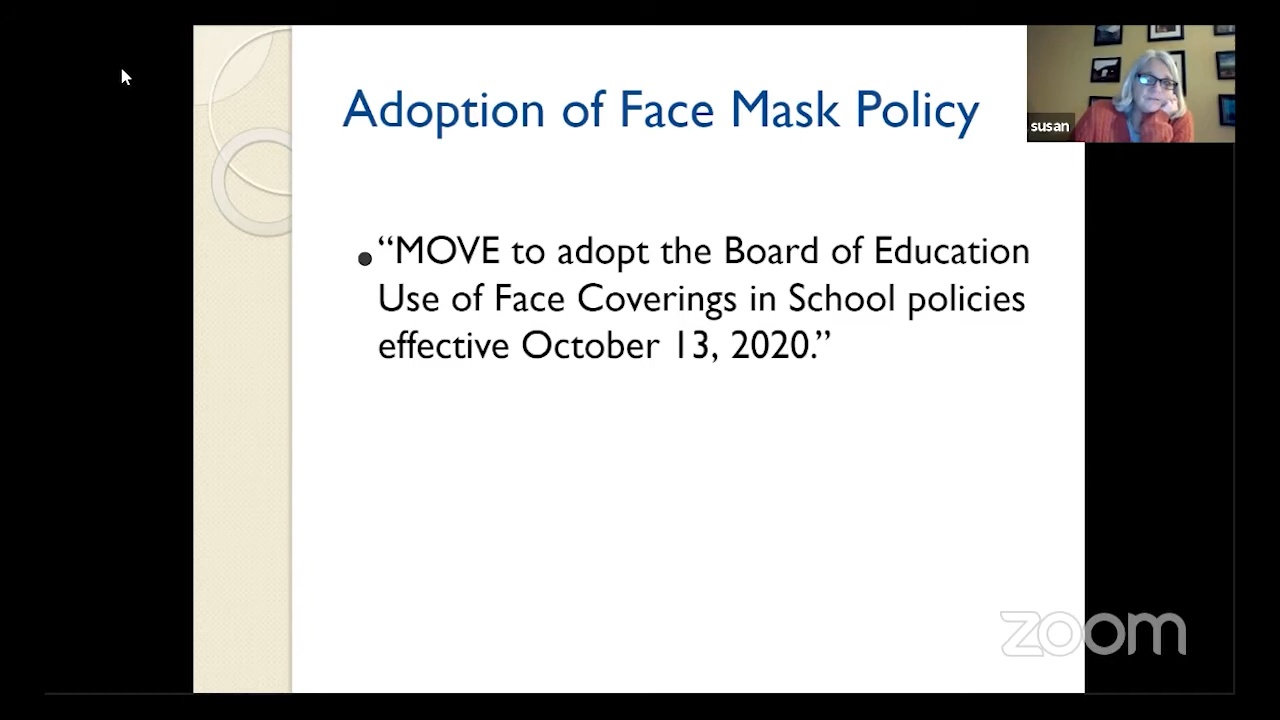 Adoption of Face Mask Policy
susan
“MOVE to adopt the Board of Education
Use of Face Coverings in School policies
effective October 13, 2020.”
zoom